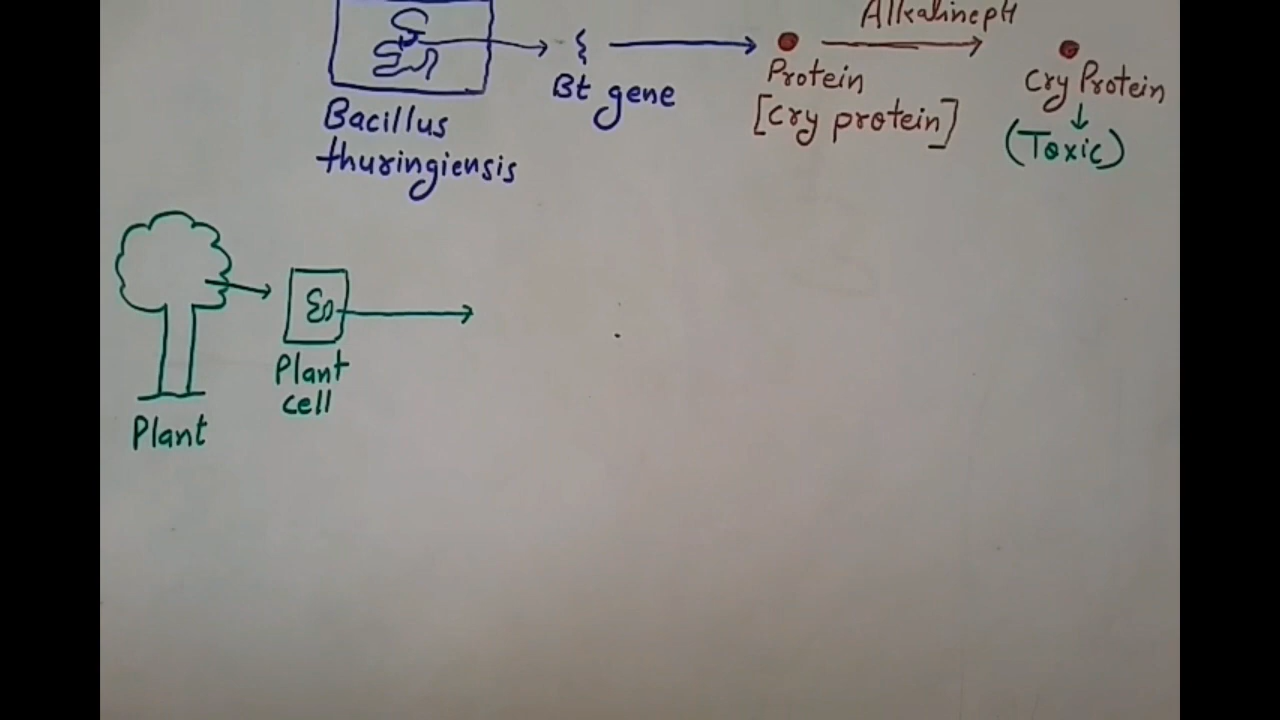 Alkaline pH
Bt gene
Protein
[Cry protein]
Cry Protein
(Toxic)
Bacillus
thuringiensis
Plant
cell
Plant